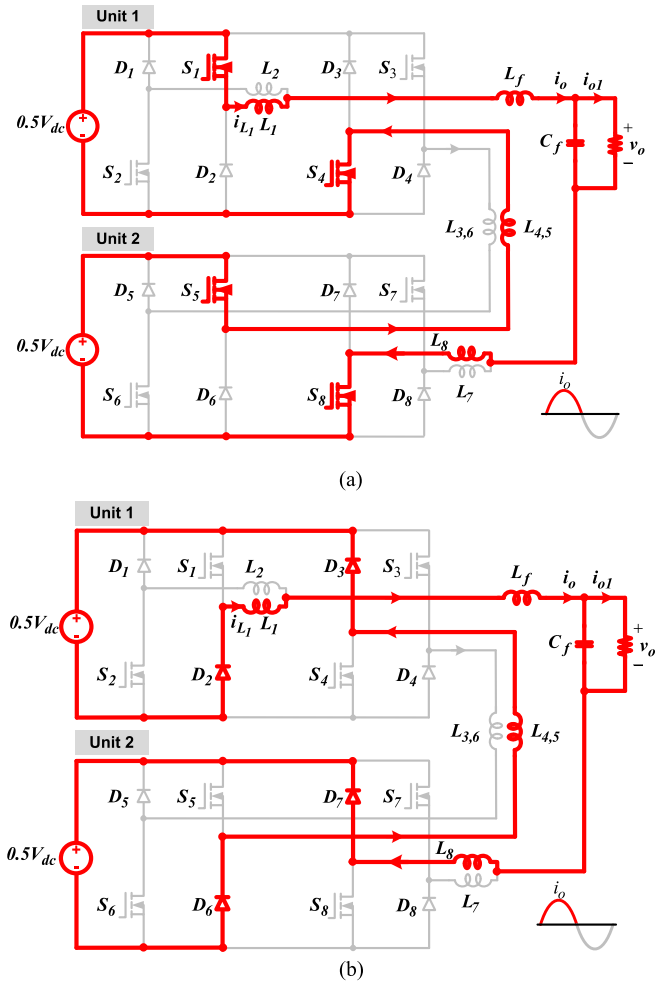 Unit 1
D1 S1 L2 D3 S3 Lf io io1
0.5Vdc iL1 L1 Cf + vo −
S2 D2 S4 D4
L3,6 L4,5
Unit 2
D5 S5 D7 S7
0.5Vdc L8
S6 D6 S8 D8 L7
io
(a)
Unit 1
D1 S1 L2 D3 S3 Lf io io1
0.5Vdc iL1 L1 Cf + vo −
S2 D2 S4 D4
L3,6 L4,5
Unit 2
D5 S5 D7 S7
0.5Vdc L8
S6 D6 S8 D8 L7
io
(b)